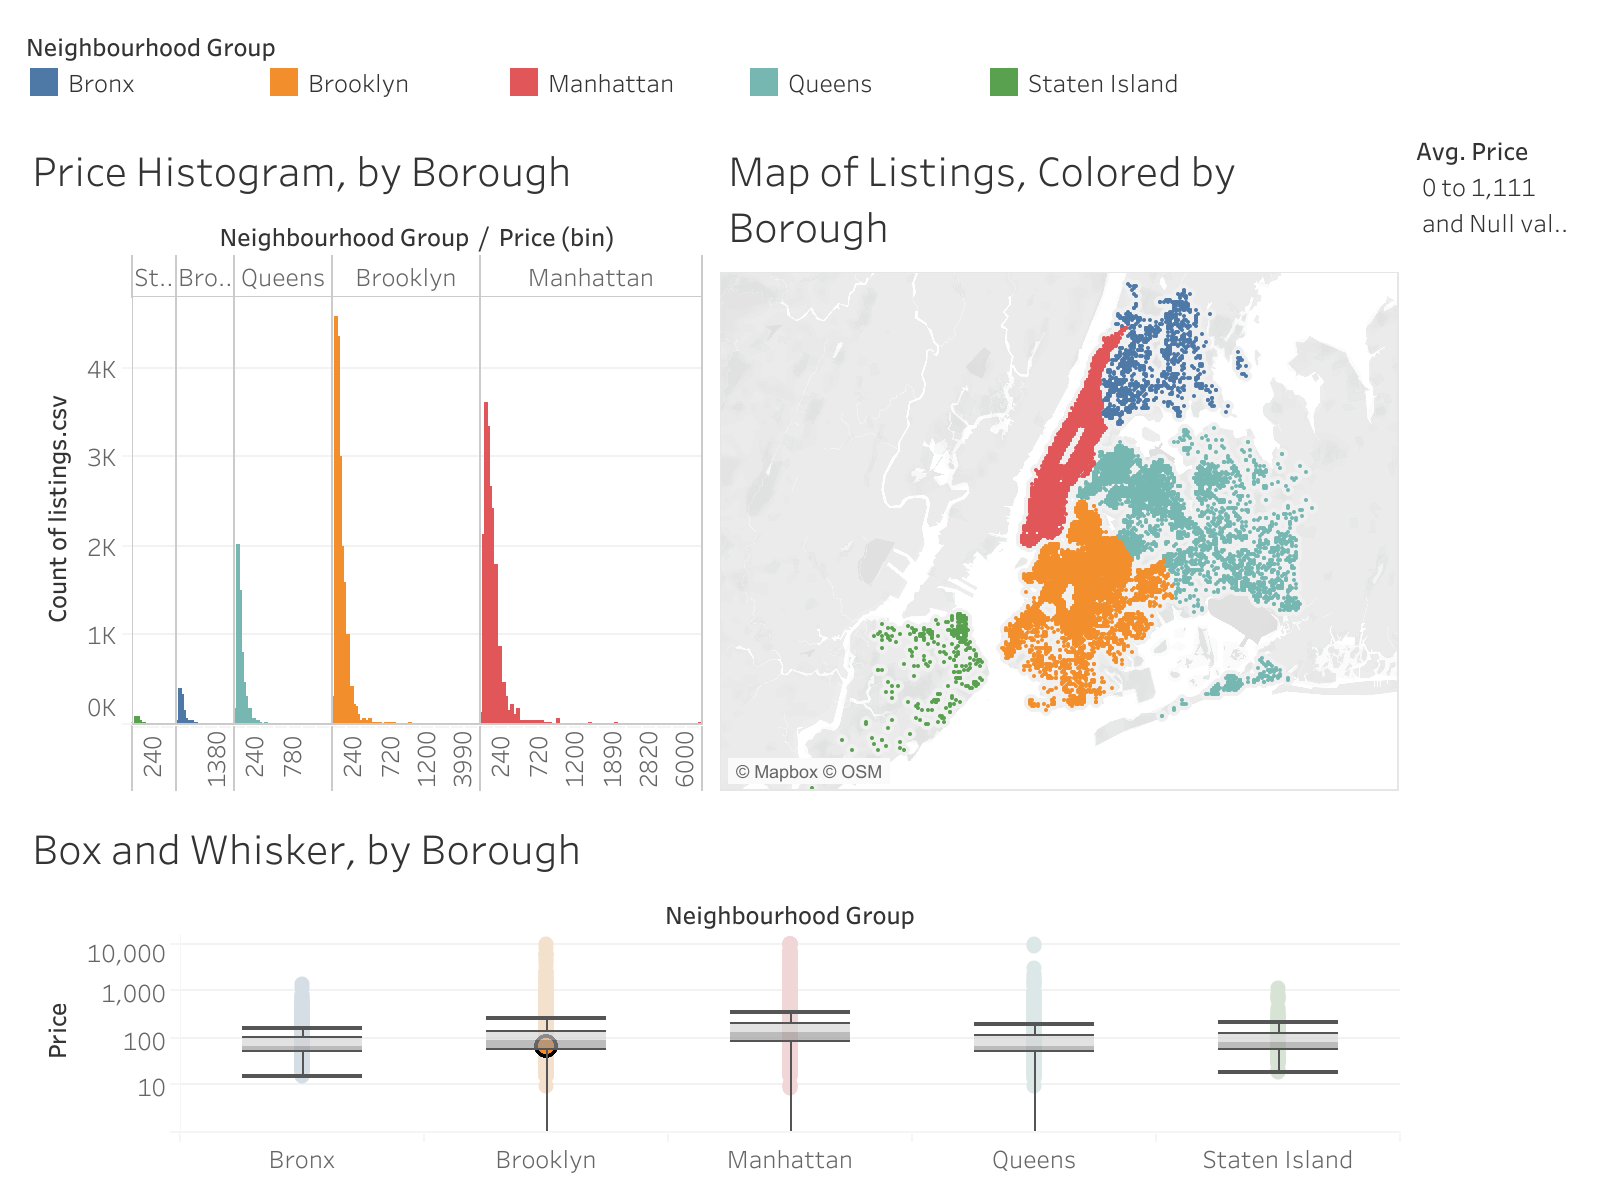 Neighbourhood Group
Bronx Brooklyn Manhattan Queens Staten Island
Price Histogram, by Borough
Neighbourhood Group / Price (bin)
St.. Bro.. Queens Brooklyn Manhattan
Count of listings.csv
4K
3K
2K
1K
0K
240 1380 240 780 240 720 1200 3990 240 720 1200 1890 2820 6000
Map of Listings, Colored by
Borough
© Mapbox © OSM
Avg. Price
0 to 1,111
and Null val..
Box and Whisker, by Borough
Neighbourhood Group
Price
10,000
1,000
100
10
Bronx Brooklyn Manhattan Queens Staten Island